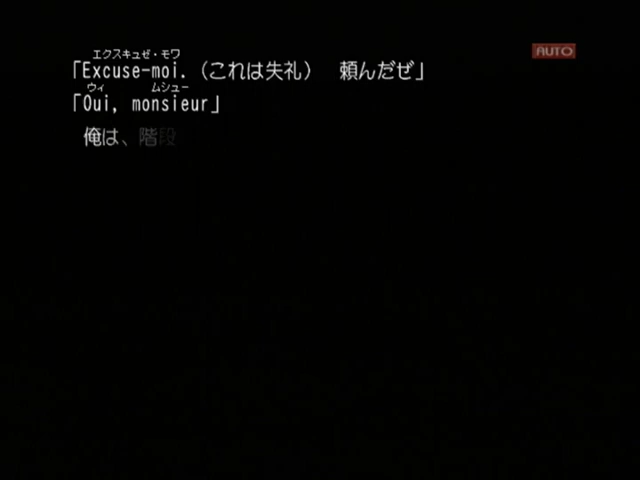 AUTO
エクスキュゼ・モワ
「Excuse-moi.（これは失礼）　頼んだぜ」
ウィ　ムシュー
「Oui, monsieur」
俺は、階段